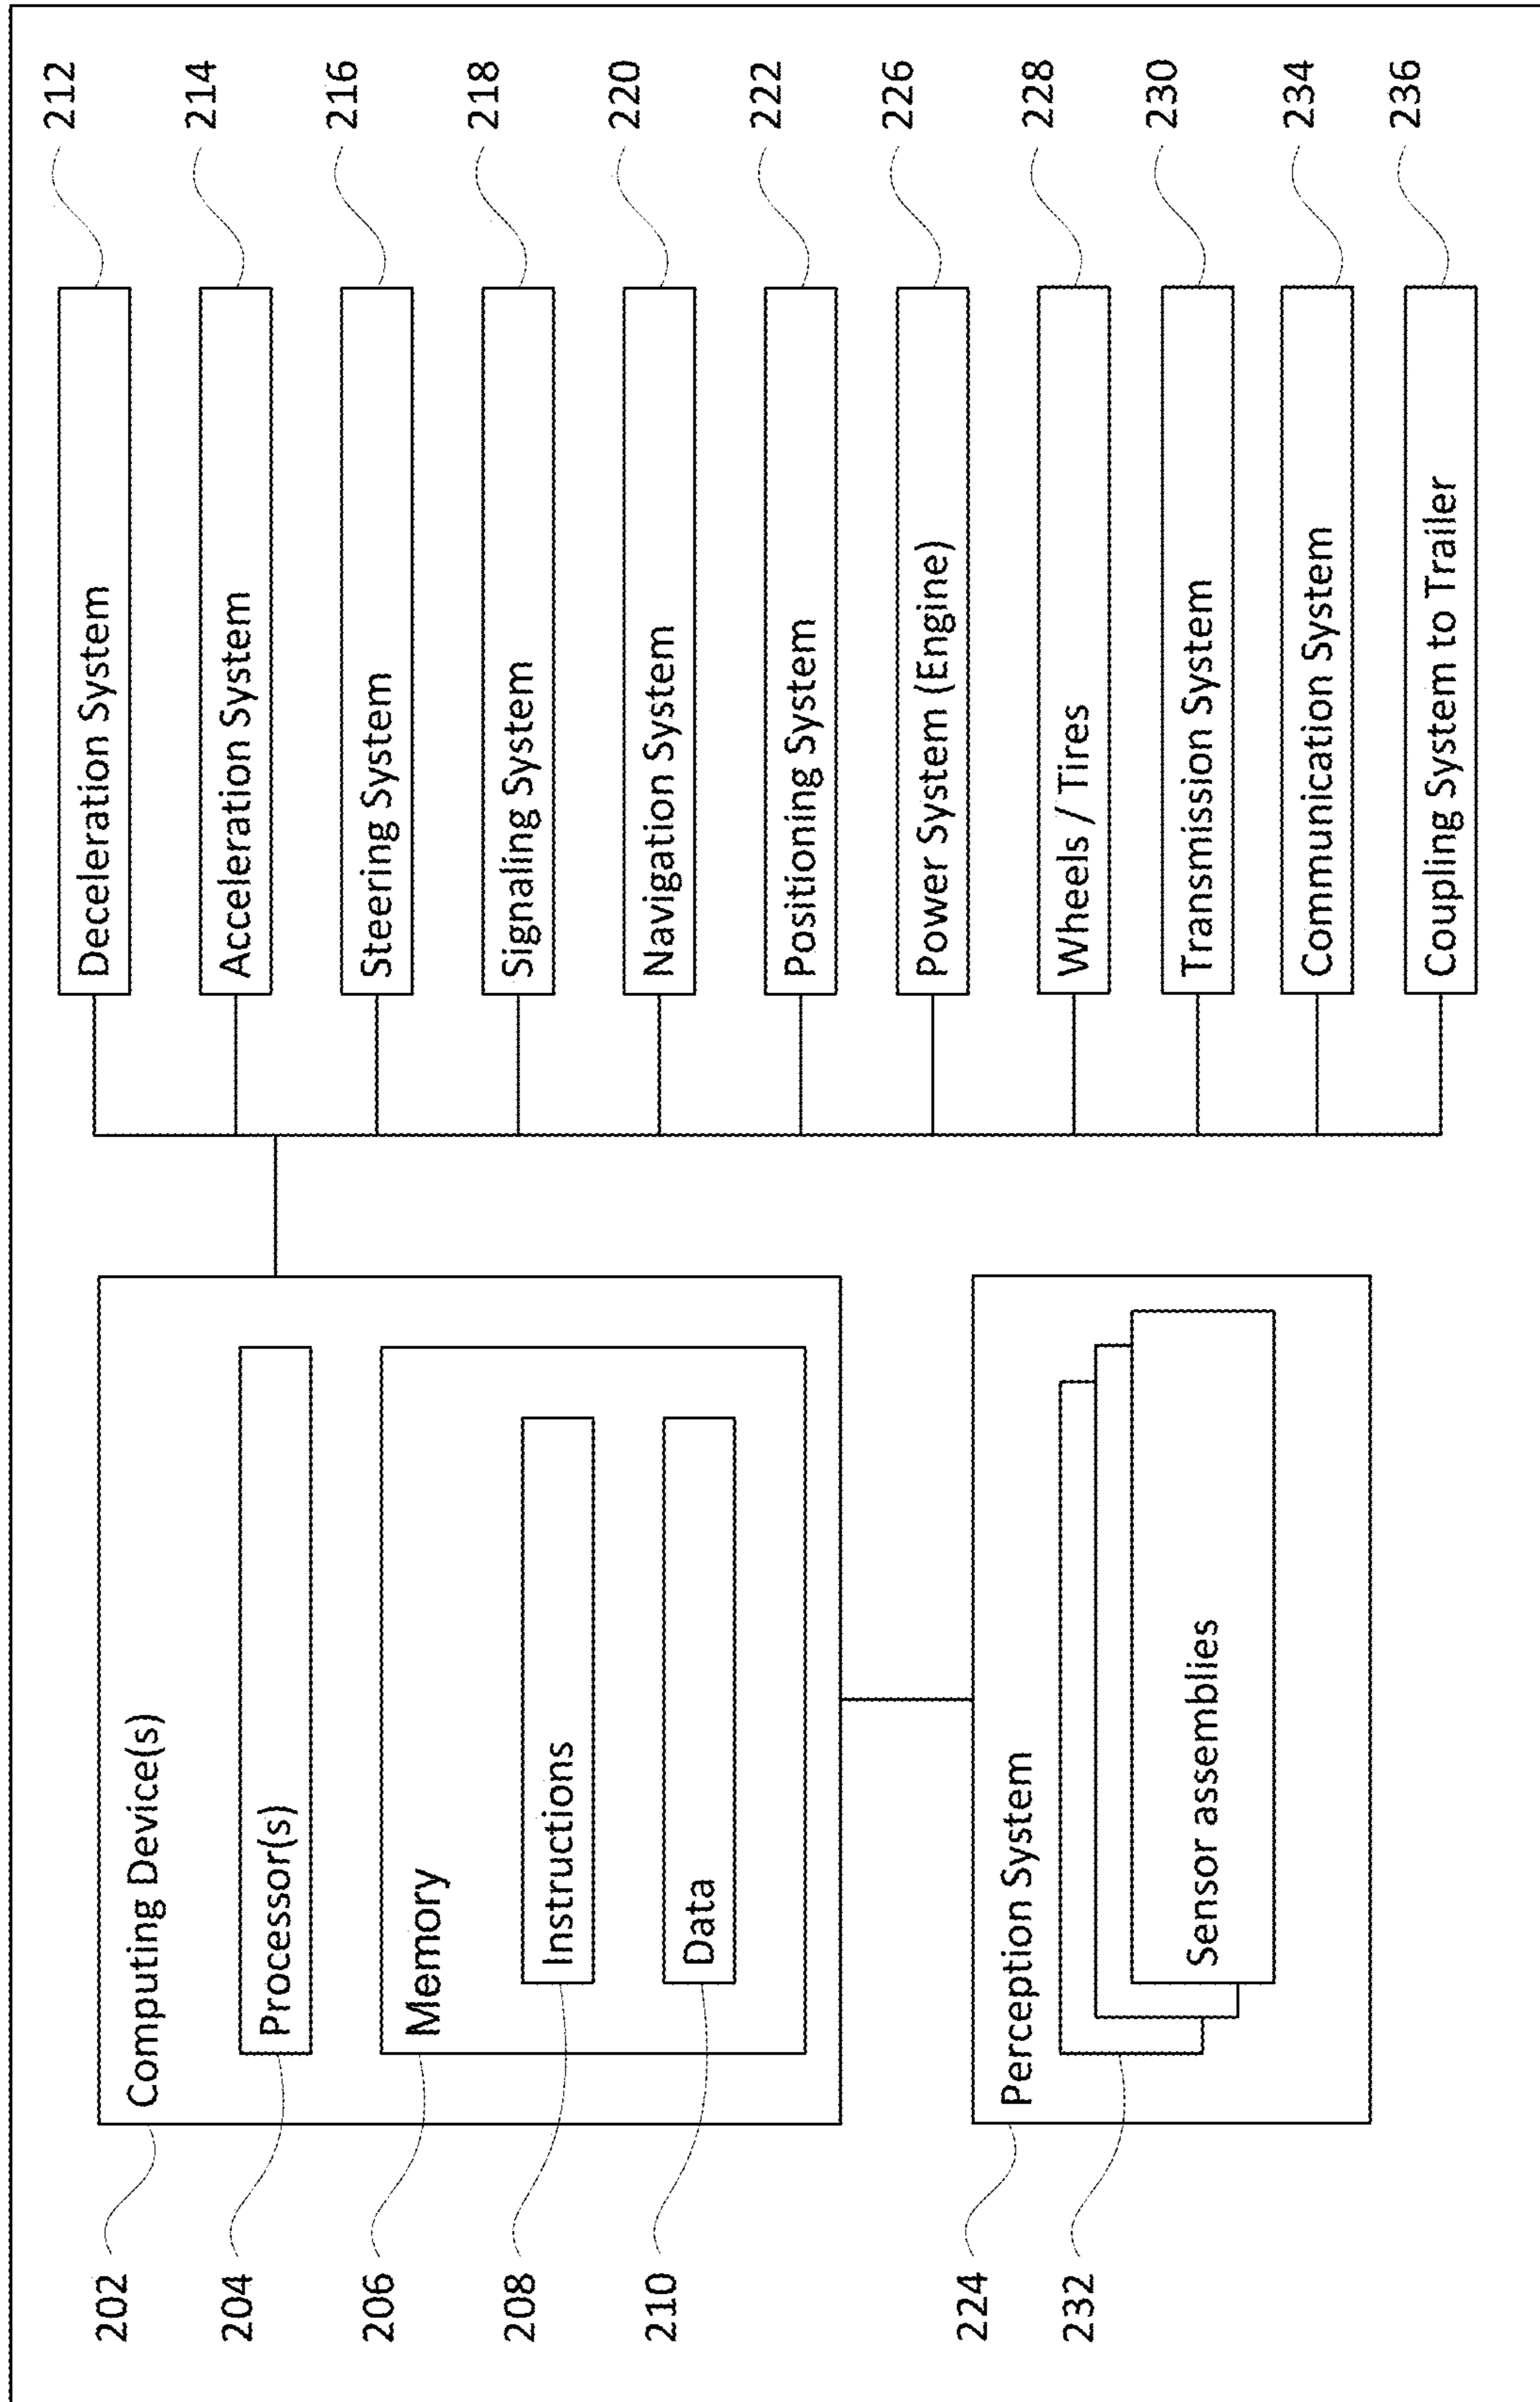 202
Computing Device(s)
204
Processor(s)
206
Memory
208
Instructions
210
Data
224
Perception System
232
Sensor assemblies
Deceleration System
212
Acceleration System
214
Steering System
216
Signaling System
218
Navigation System
220
Positioning System
222
Power System (Engine)
226
Wheels / Tires
228
Transmission System
230
Communication System
234
Coupling System to Trailer
236